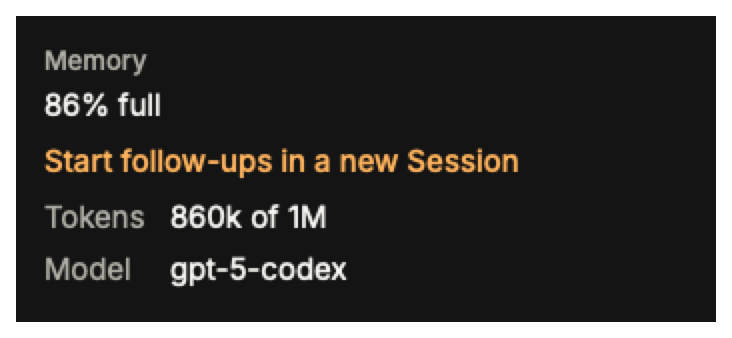 Memory
86% full
Start follow-ups in a new Session
Tokens 860k of 1M
Model gpt-5-codex